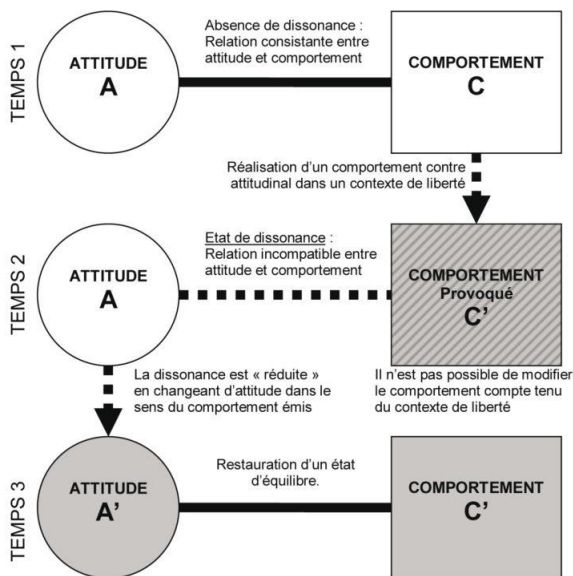 TEMPS 1
ATTITUDE
A
Absence de dissonance :
Relation consistante entre
attitude et comportement
COMPORTEMENT
C
Réalisation d'un comportement contre
attitudinal dans un contexte de liberté
TEMPS 2
ATTITUDE
A
Etat de dissonance :
Relation incompatible entre
attitude et comportement
COMPORTEMENT
Provoqué
C'
La dissonance est « réduite »
en changeant d'attitude dans le
sens du comportement émis
Il n'est pas possible de modifier
le comportement compte tenu
du contexte de liberté
TEMPS 3
ATTITUDE
A'
Restauration d'un état
d'équilibre.
COMPORTEMENT
C'